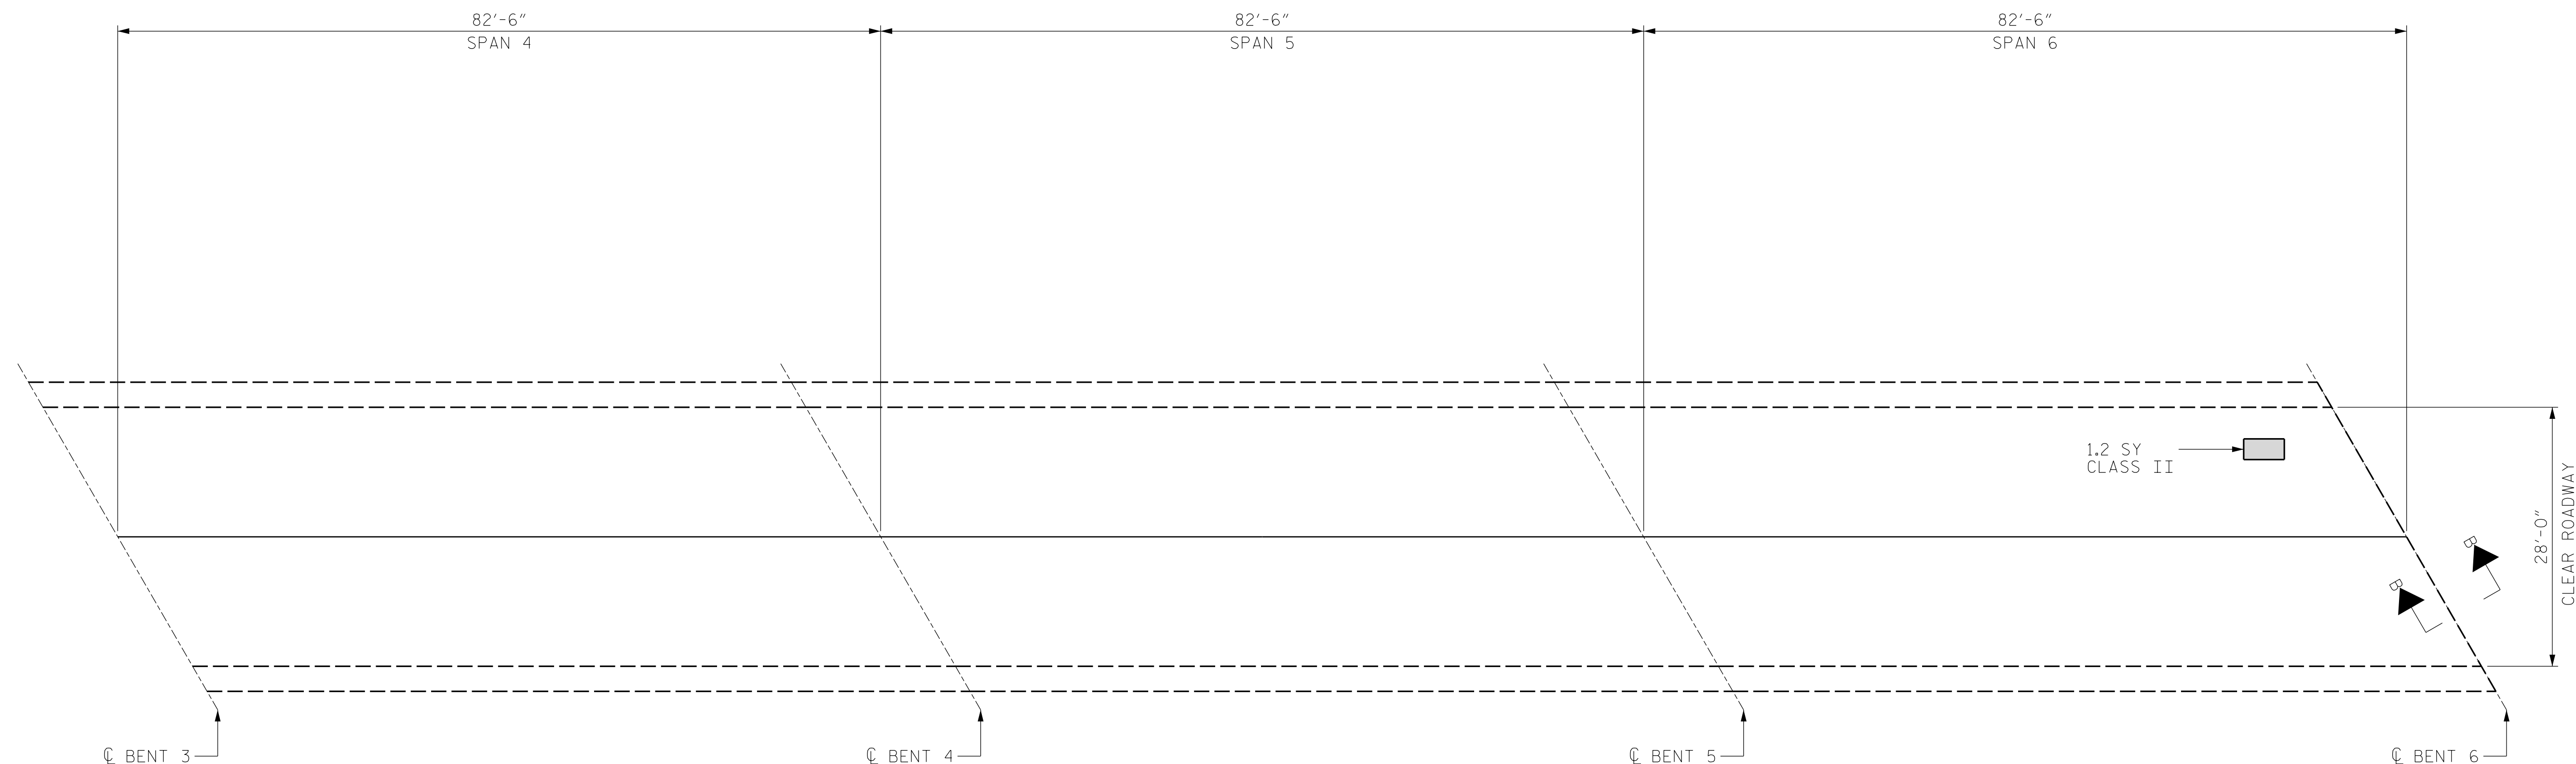 82'-6"
SPAN 4
82'-6"
SPAN 5
82'-6"
SPAN 6
1.2 SY
CLASS II
28'-0"
CLEAR ROADWAY
B
B
℄ BENT 3
℄ BENT 4
℄ BENT 5
℄ BENT 6